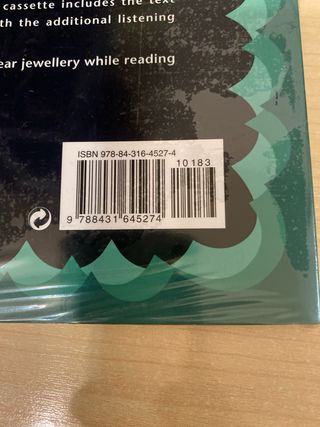 cassette includes the text
th the additional listening
ear jewellery while reading
ISBN 978-84-316-4527-4
10183
9 788431 645274